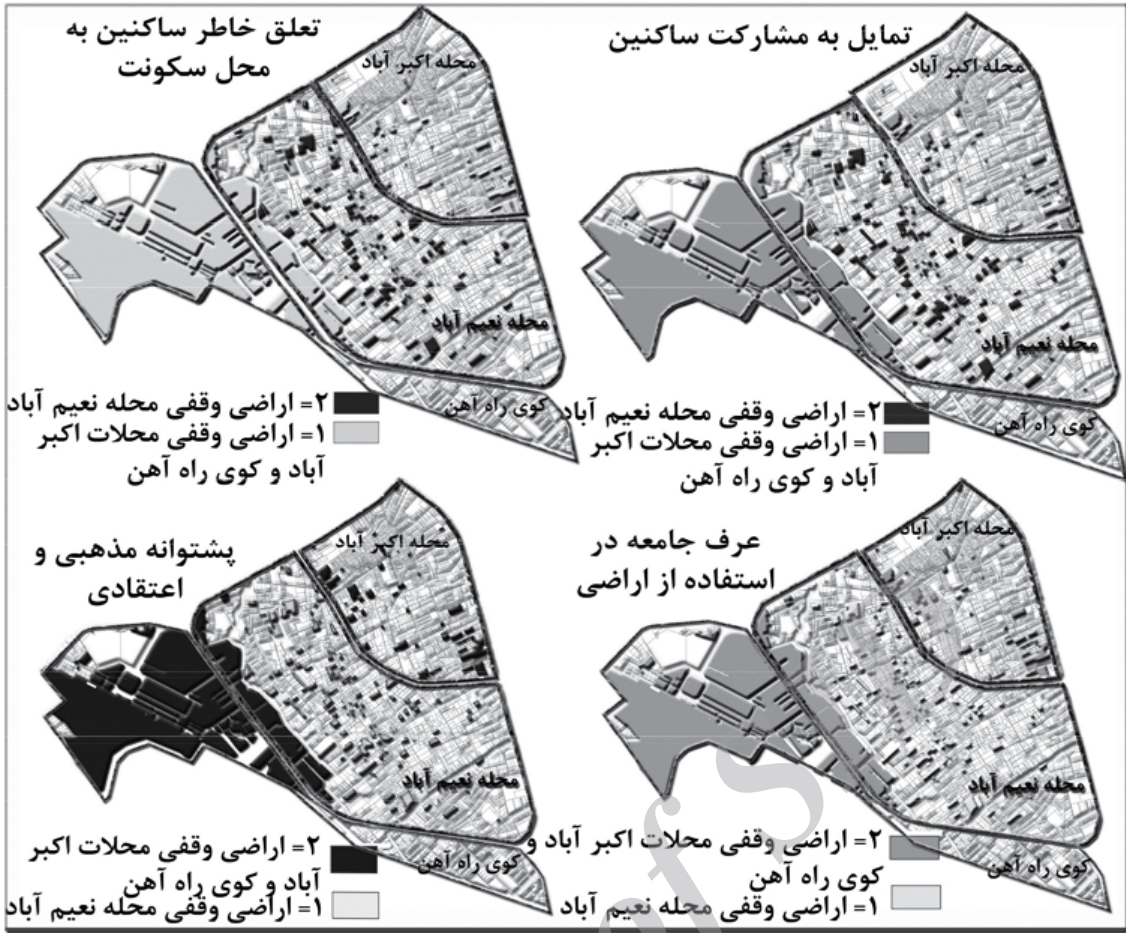 تمایل به مشارکت ساکنین
محله اکبر آباد
محله نعیم آباد
کوی راه آهن
۲= اراضی وقفی محله نعیم آباد
۱= اراضی وقفی محلات اکبر
آباد و کوی راه آهن
تعلق خاطر ساکنین به
محل سکونت
محله اکبر آباد
محله نعیم آباد
کوی راه آهن
۲= اراضی وقفی محله نعیم آباد
۱= اراضی وقفی محلات اکبر
آباد و کوی راه آهن
عرف جامعه در
استفاده از اراضی
محله اکبر آباد
محله نعیم آباد
کوی راه آهن
۲= اراضی وقفی محلات اکبر آباد و
کوی راه آهن
۱= اراضی وقفی محله نعیم آباد
پشتوانه مذهبی و
اعتقادی
محله اکبر آباد
محله نعیم آباد
کوی راه آهن
۲= اراضی وقفی محلات اکبر
آباد و کوی راه آهن
۱= اراضی وقفی محله نعیم آباد